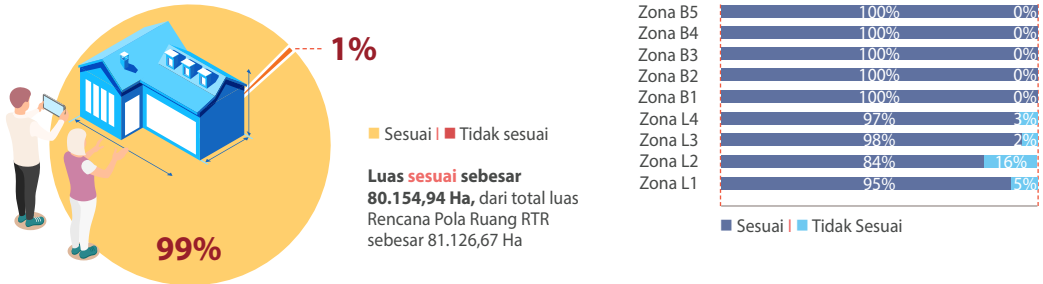 1%
99%
Sesuai | Tidak sesuai
Luas sesuai sebesar
80.154,94 Ha, dari total luas
Rencana Pola Ruang RTR
sebesar 81.126,67 Ha
Zona B5 100% 0%
Zona B4 100% 0%
Zona B3 100% 0%
Zona B2 100% 0%
Zona B1 100% 0%
Zona L4 97% 3%
Zona L3 98% 2%
Zona L2 84% 16%
Zona L1 95% 5%
Sesuai | Tidak Sesuai